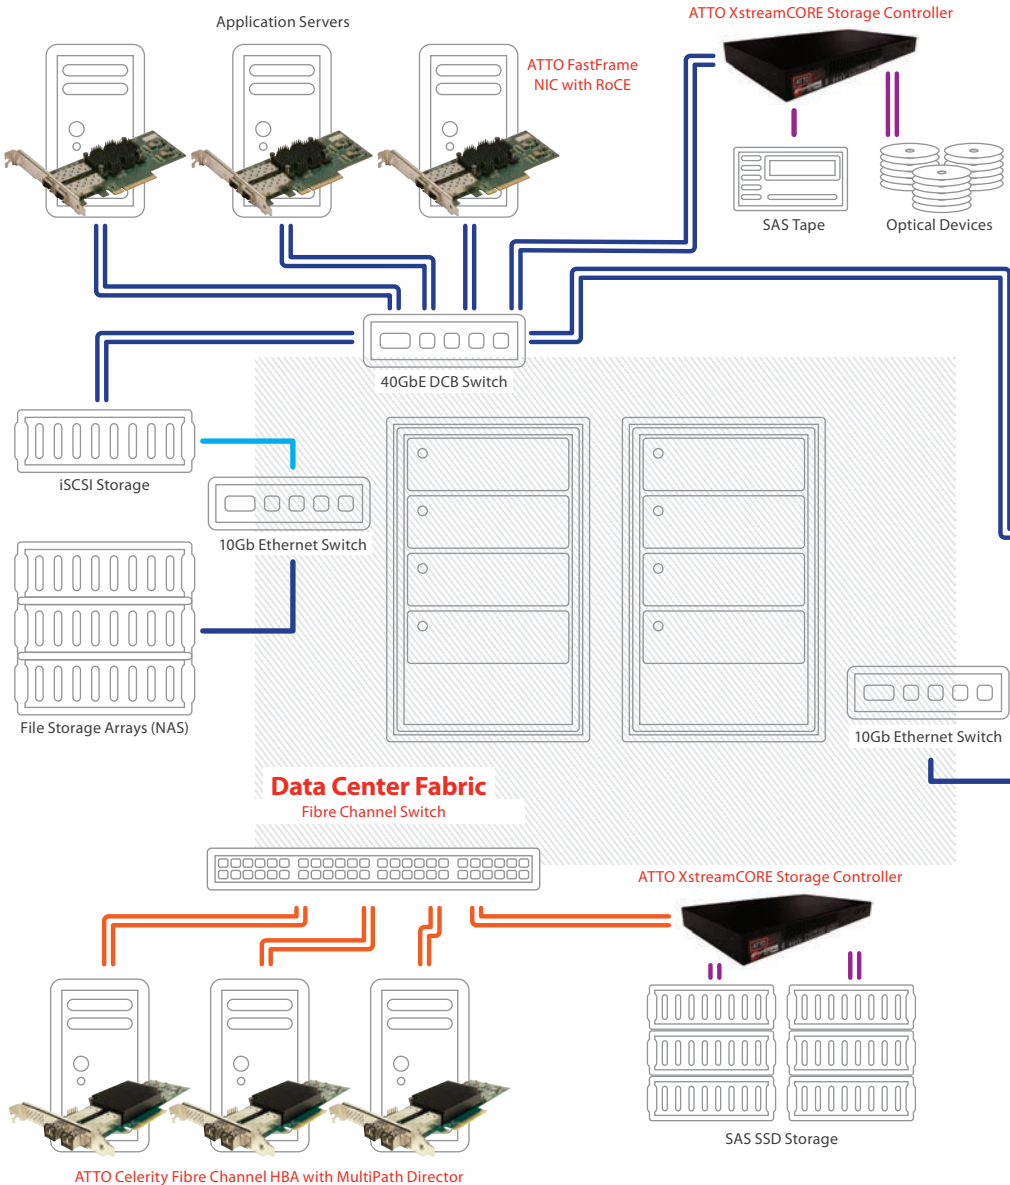 Application Servers
ATTO XstreamCORE Storage Controller
ATTO FastFrame
NIC with RoCE
SAS Tape
Optical Devices
40GbE DCB Switch
iSCSI Storage
10Gb Ethernet Switch
File Storage Arrays (NAS)
10Gb Ethernet Switch
Data Center Fabric
Fibre Channel Switch
ATTO XstreamCORE Storage Controller
SAS SSD Storage
ATTO Celerity Fibre Channel HBA with MultiPath Director